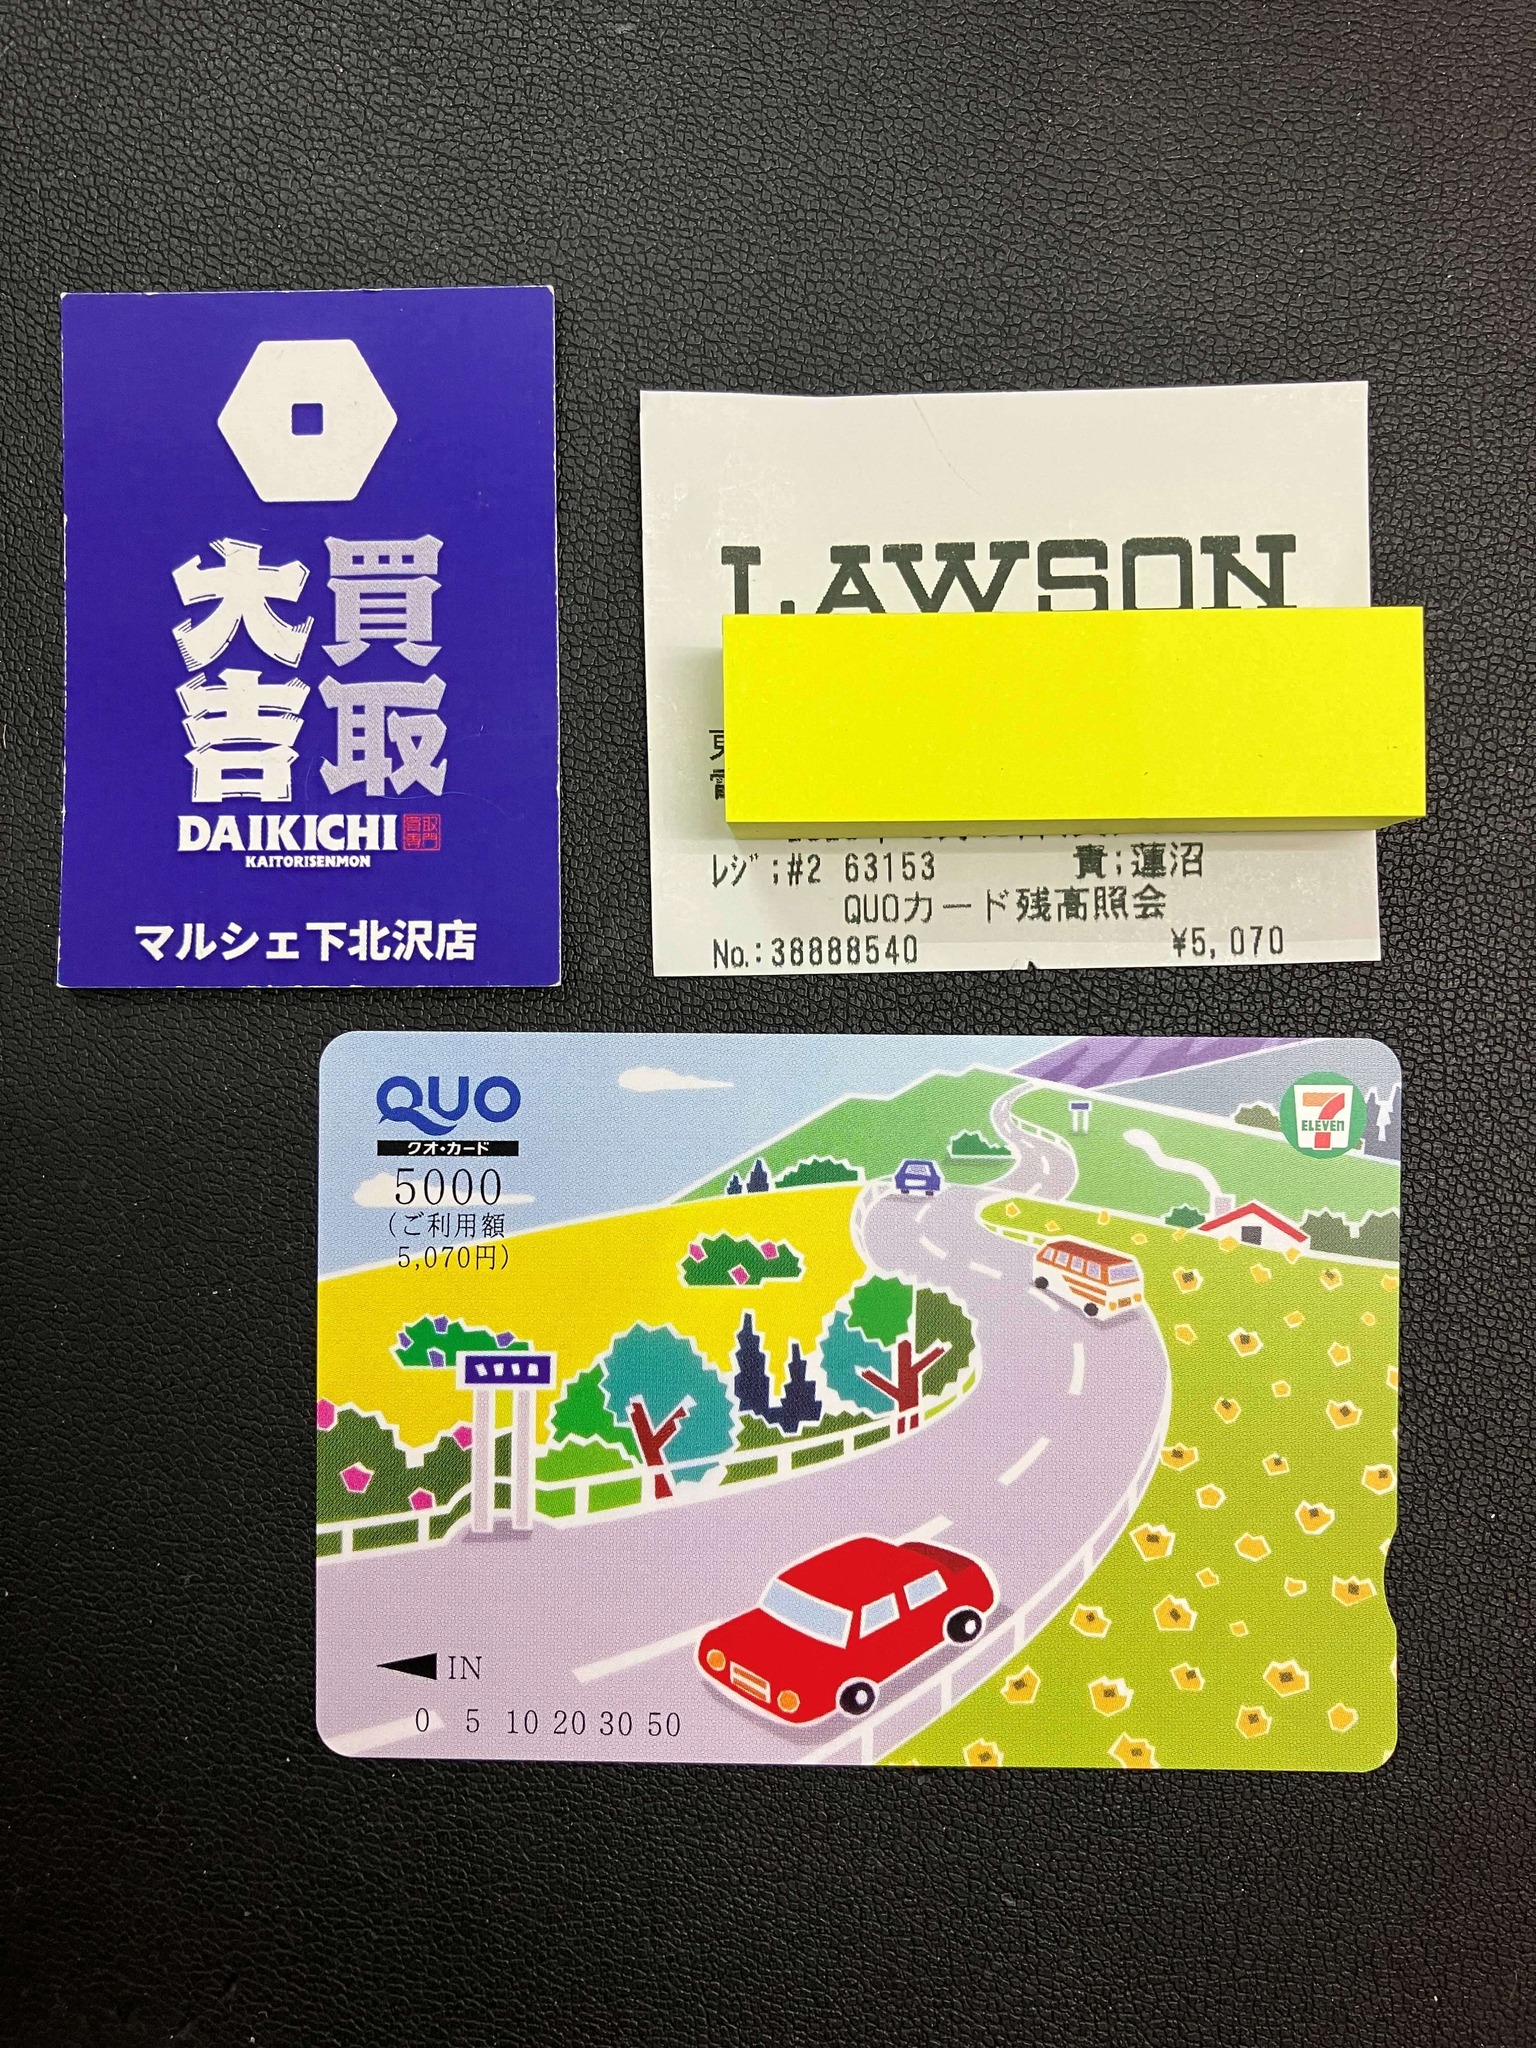 買取
大吉
DAIKICHI
買取
専門
KAITORISENMON
マルシェ下北沢店
LAWSON
レジ;#2 63153 責;蓮沼
QUOカード残高照会
No.:38888540 ¥5,070
QUO
クオ・カード
5000
(ご利用額
5,070円)
7
ELEVEn
IN
0 5 10 20 30 50